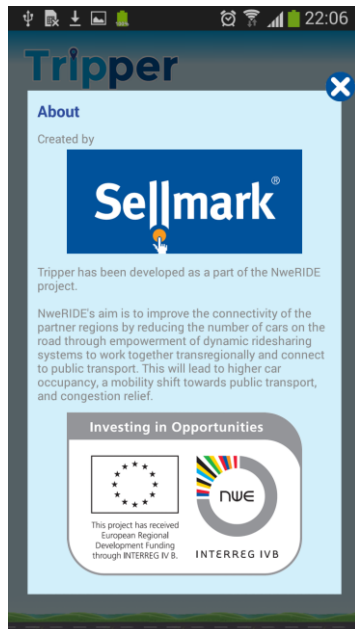 22:06
Tripper
About
Created by
Sellmark®
Tripper has been developed as a part of the NweRIDE
project.
NweRIDE's aim is to improve the connectivity of the
partner regions by reducing the number of cars on the
road through empowerment of dynamic ridesharing
systems to work together transregionally and connect
to public transport. This will lead to higher car
occupancy, a mobility shift towards public transport,
and congestion relief.
Investing in Opportunities
This project has received
European Regional
Development Funding
through INTERREG IV B.
nwe
INTERREG IVB